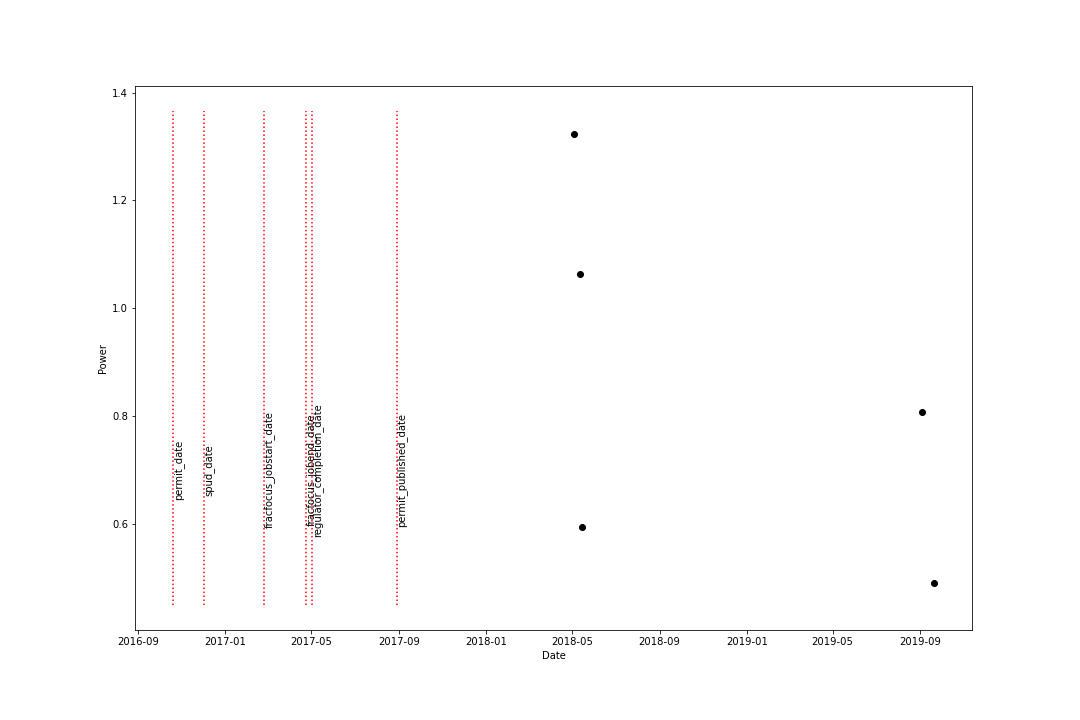 1.4
1.2
1.0
0.8
0.6
Power
permit_date
spud_date
fracfocus_jobstart_date
fracfocus_jobend_date
regulator_completion_date
permit_published_date
2016-09
2017-01
2017-05
2017-09
2018-01
2018-05
2018-09
2019-01
2019-05
2019-09
Date